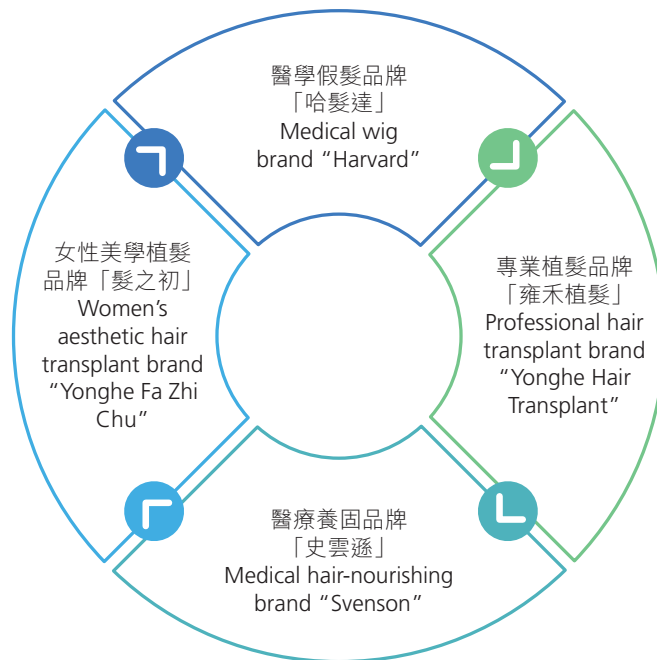 醫學假髮品牌
「哈髮達」
Medical wig
brand “Harvard”
女性美學植髮
品牌「髮之初」
Women’s
aesthetic hair
transplant brand
“Yonghe Fa Zhi
Chu”
專業植髮品牌
「雍禾植髮」
Professional hair
transplant brand
“Yonghe Hair
Transplant”
醫療養固品牌
「史雲遜」
Medical hair-nourishing
brand “Svenson”